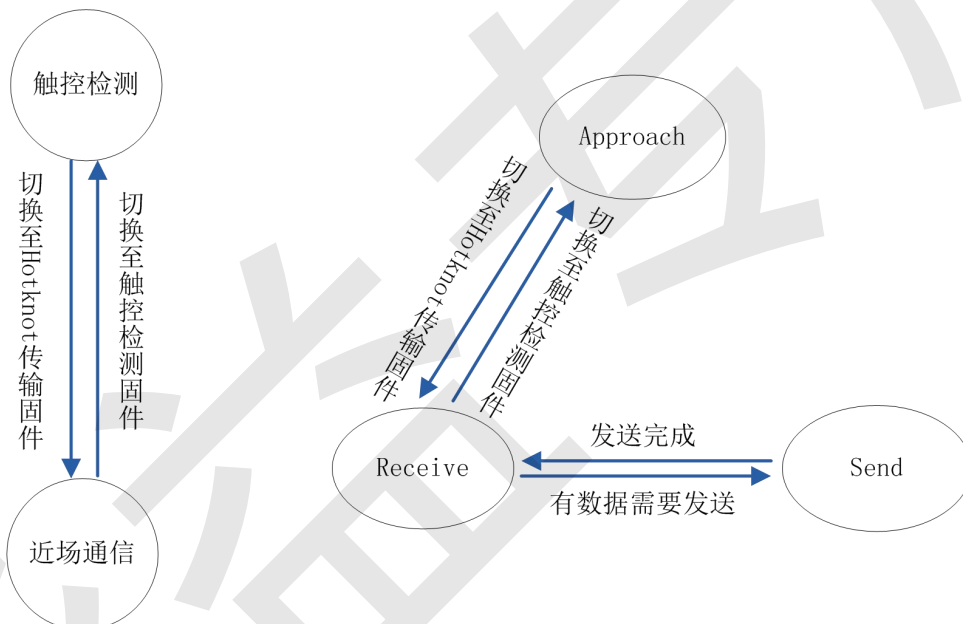 触控检测
切换至Hotknot传输固件
切换至触控检测固件
近场通信
Approach
切换至Hotknot传输固件
切换至触控检测固件
Receive
发送完成
有数据需要发送
Send